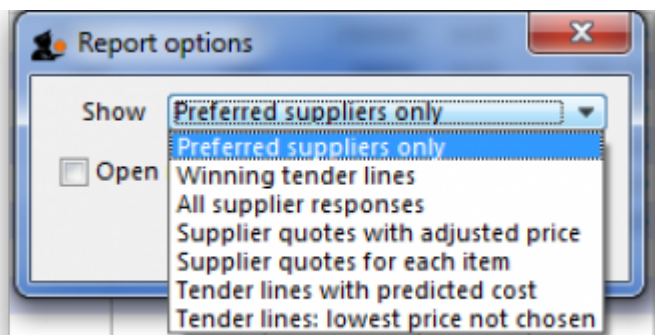 Report options
Show Preferred suppliers only
Preferred suppliers only
Open
Winning tender lines
All supplier responses
Supplier quotes with adjusted price
Supplier quotes for each item
Tender lines with predicted cost
Tender lines: lowest price not chosen